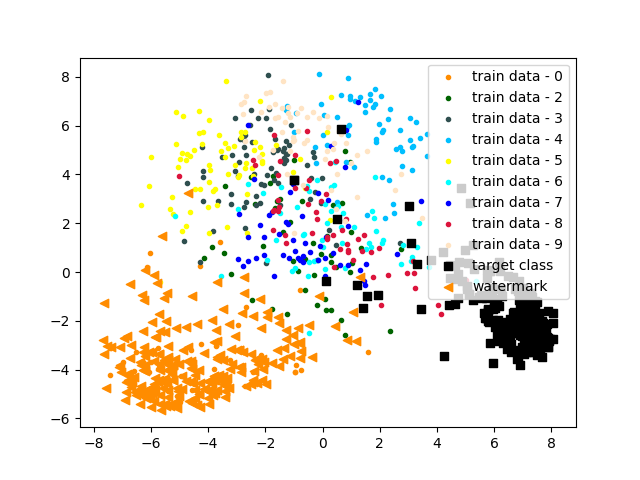 8
6
4
2
0
−2
−4
−6
−8
−6
−4
−2
0
2
4
6
8
train data - 0
train data - 2
train data - 3
train data - 4
train data - 5
train data - 6
train data - 7
train data - 8
train data - 9
target class
watermark